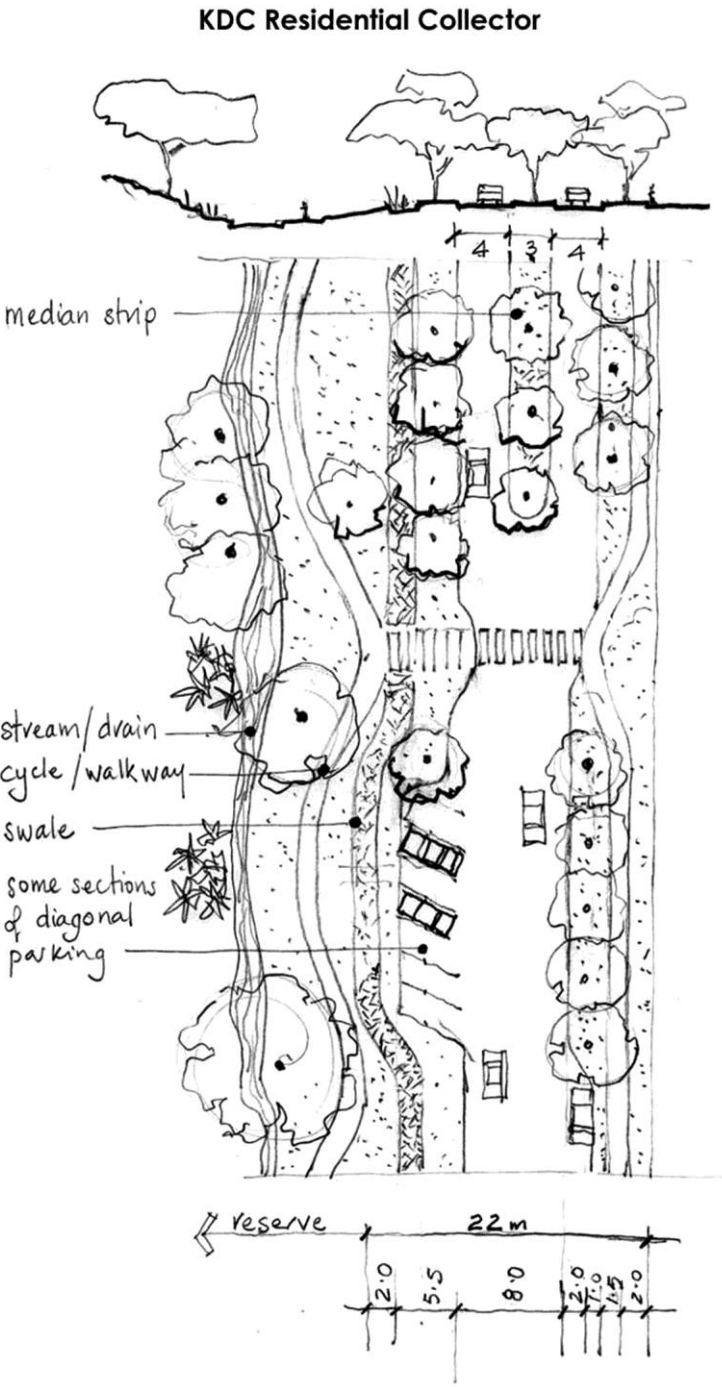 KDC Residential Collector
4 3 4
median strip
stream/drain
cycle/walkway
swale
some sections
of diagonal
parking
reserve 22m
2.0 5.5 8.0 2.0 1.0 1.5 2.0